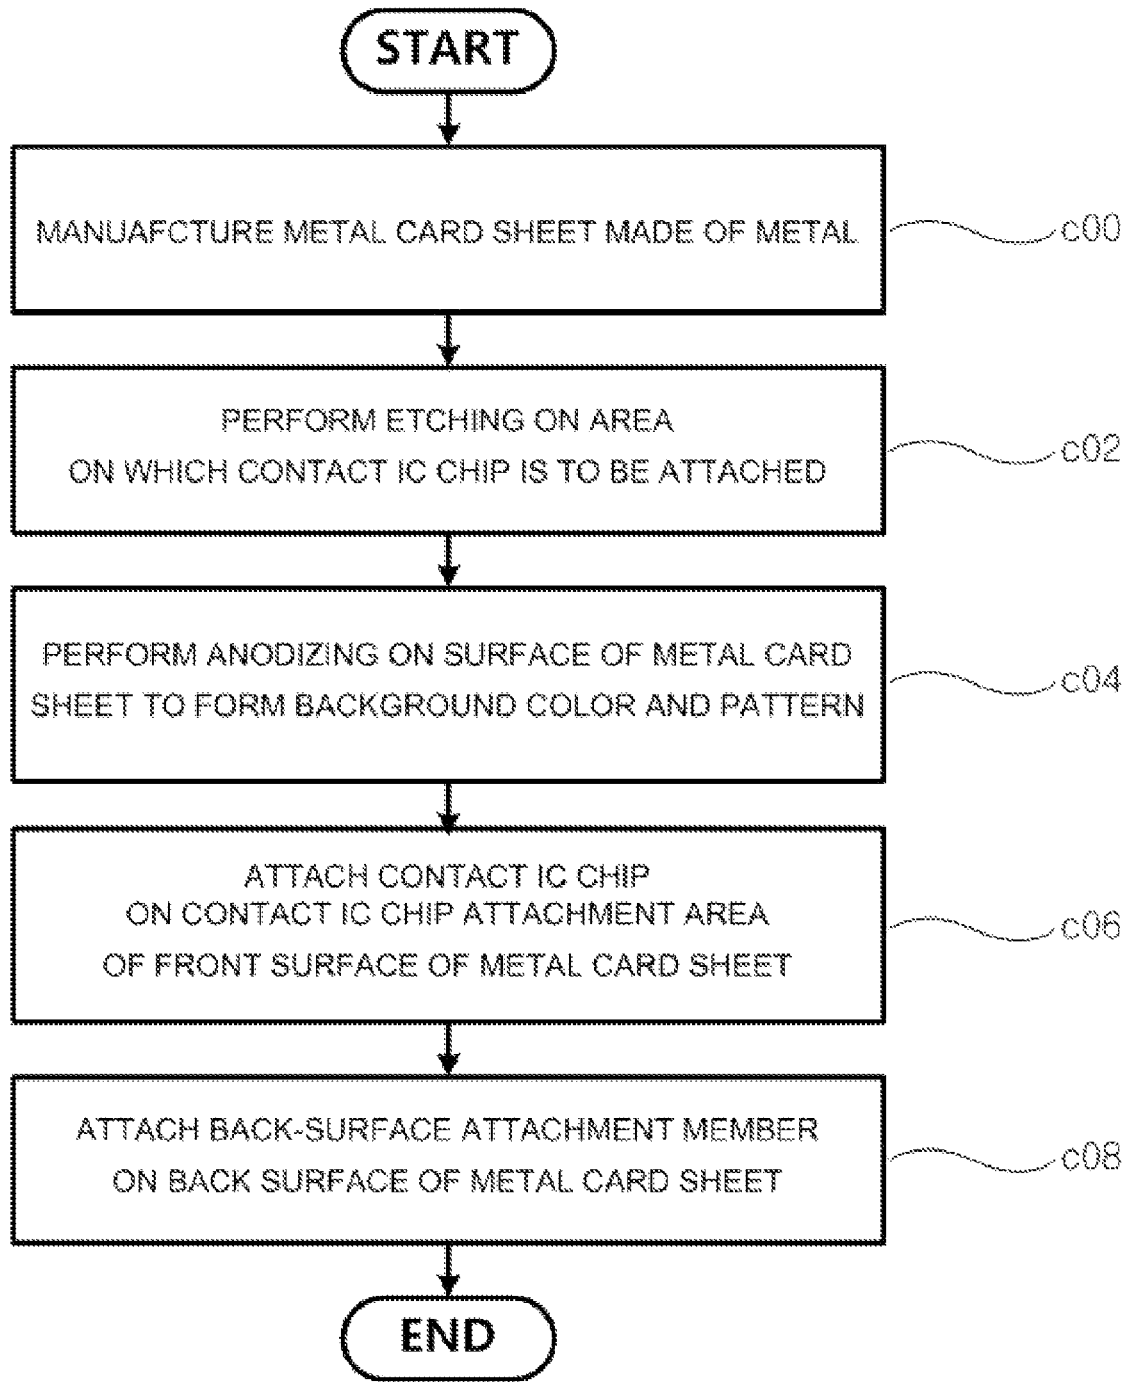 START
MANUAFCTURE METAL CARD SHEET MADE OF METAL
c00
PERFORM ETCHING ON AREA
ON WHICH CONTACT IC CHIP IS TO BE ATTACHED
c02
PERFORM ANODIZING ON SURFACE OF METAL CARD
SHEET TO FORM BACKGROUND COLOR AND PATTERN
c04
ATTACH CONTACT IC CHIP
ON CONTACT IC CHIP ATTACHMENT AREA
OF FRONT SURFACE OF METAL CARD SHEET
c06
ATTACH BACK-SURFACE ATTACHMENT MEMBER
ON BACK SURFACE OF METAL CARD SHEET
c08
END